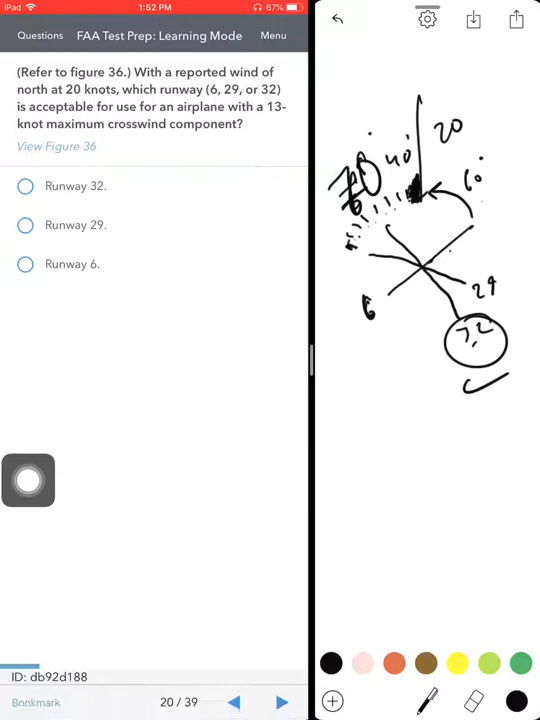 iPad 1:52 PM 67%
Questions FAA Test Prep: Learning Mode Menu
(Refer to figure 36.) With a reported wind of
north at 20 knots, which runway (6, 29, or 32)
is acceptable for use for an airplane with a 13-
knot maximum crosswind component?
View Figure 36
Runway 32.
Runway 29.
Runway 6.
ID: db92d188
Bookmark 20 / 39
20
40°
60°
6
29
32